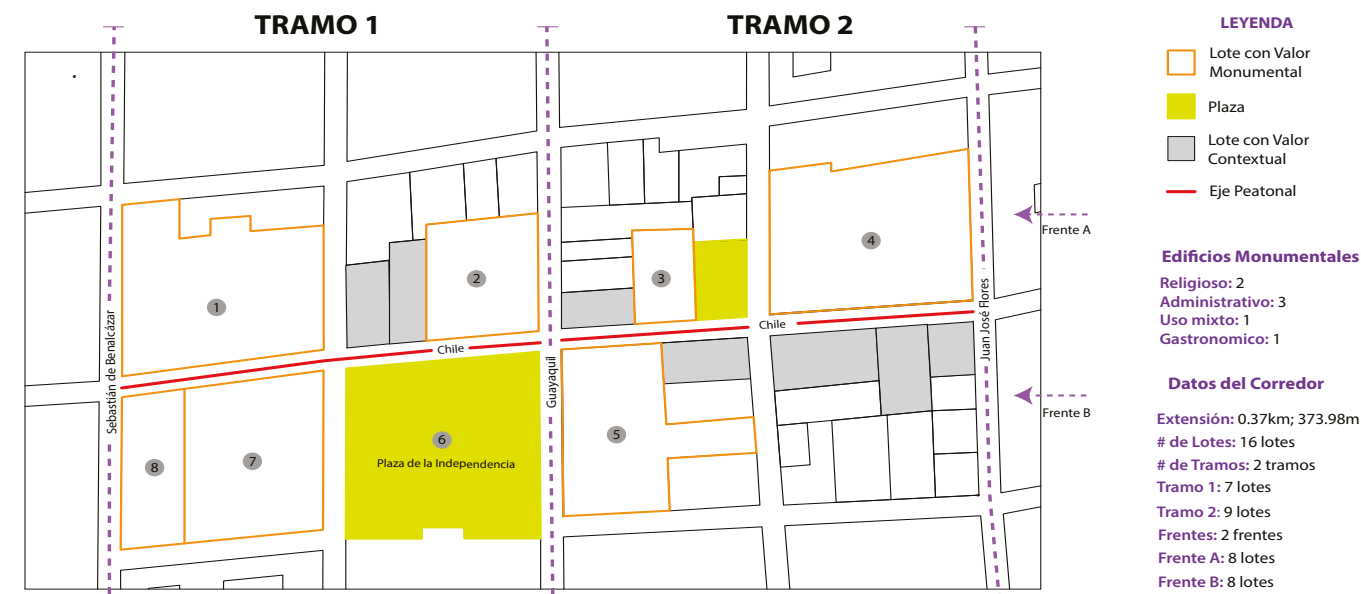 TRAMO 1
TRAMO 2
Sebastián de Benalcázar
Guayaquil
Juan José Flores
Chile
Chile
1
2
3
4
5
6
Plaza de la Independencia
7
8
Frente A
Frente B
LEYENDA
Lote con Valor
Monumental
Plaza
Lote con Valor
Contextual
Eje Peatonal
Edificios Monumentales
Religioso: 2
Administrativo: 3
Uso mixto: 1
Gastronomico: 1
Datos del Corredor
Extensión: 0.37km; 373.98m
# de Lotes: 16 lotes
# de Tramos: 2 tramos
Tramo 1: 7 lotes
Tramo 2: 9 lotes
Frentes: 2 frentes
Frente A: 8 lotes
Frente B: 8 lotes